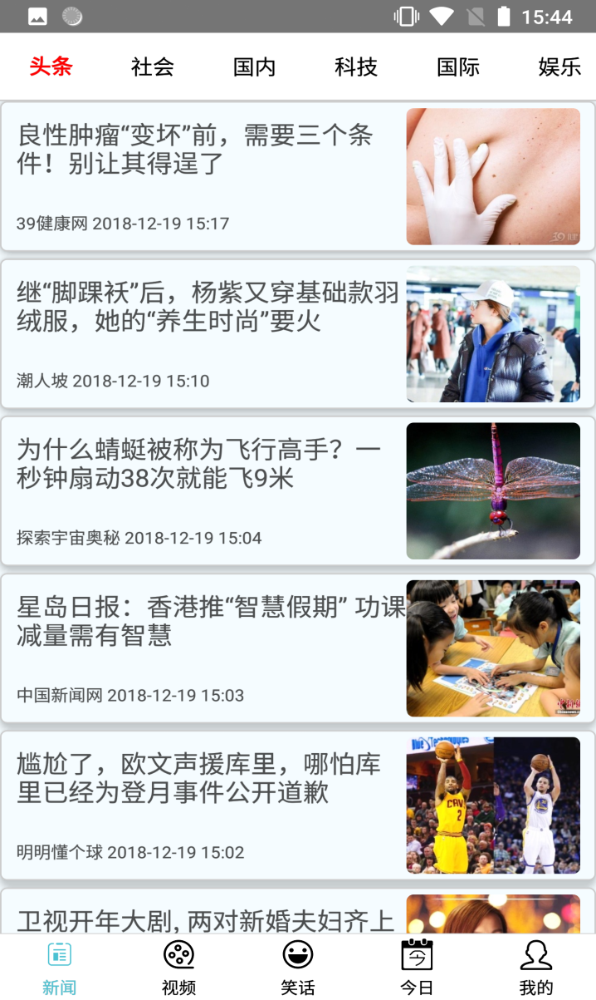 15:44
头条 社会 国内 科技 国际 娱乐
良性肿瘤“变坏”前，需要三个条
件！别让其得逞了
39健康网 2018-12-19 15:17
继“脚踝袄”后，杨紫又穿基础款羽
绒服，她的“养生时尚”要火
潮人坡 2018-12-19 15:10
为什么蜻蜓被称为飞行高手？一
秒钟扇动38次就能飞9米
探索宇宙奥秘 2018-12-19 15:04
星岛日报：香港推“智慧假期” 功课
减量需有智慧
中国新闻网 2018-12-19 15:03
尴尬了，欧文声援库里，哪怕库
里已经为登月事件公开道歉
CAVS
2
明明懂个球 2018-12-19 15:02
卫视开年大剧, 两对新婚夫妇齐上
新闻 视频 笑话 今日 我的
今